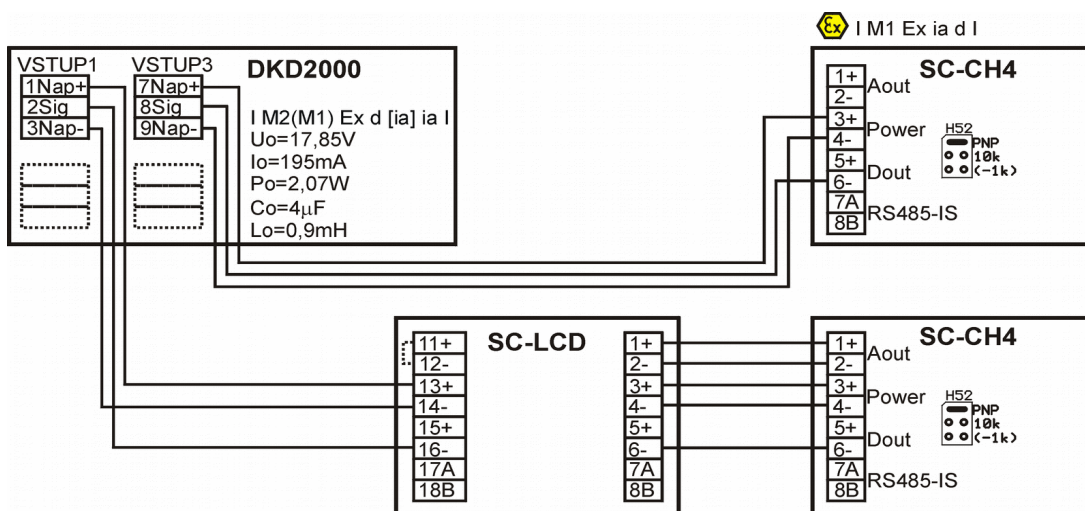 Ex I M1 Ex ia d I
DKD2000
VSTUP1
1Nap+
2Sig
3Nap-
VSTUP3
7Nap+
8Sig
9Nap-
I M2(M1) Ex d [ia] ia I
Uo=17,85V
Io=195mA
Po=2,07W
Co=4µF
Lo=0,9mH
SC-CH4
1+
2-
Aout
3+
4-
Power
5+
6-
Dout
7A
8B
RS485-IS
H52
PNP
10k
(-1k)
SC-LCD
11+
12-
13+
14-
15+
16-
17A
18B
1+
2-
3+
4-
5+
6-
7A
8B
SC-CH4
1+
2-
Aout
3+
4-
Power
5+
6-
Dout
7A
8B
RS485-IS
H52
PNP
10k
(-1k)